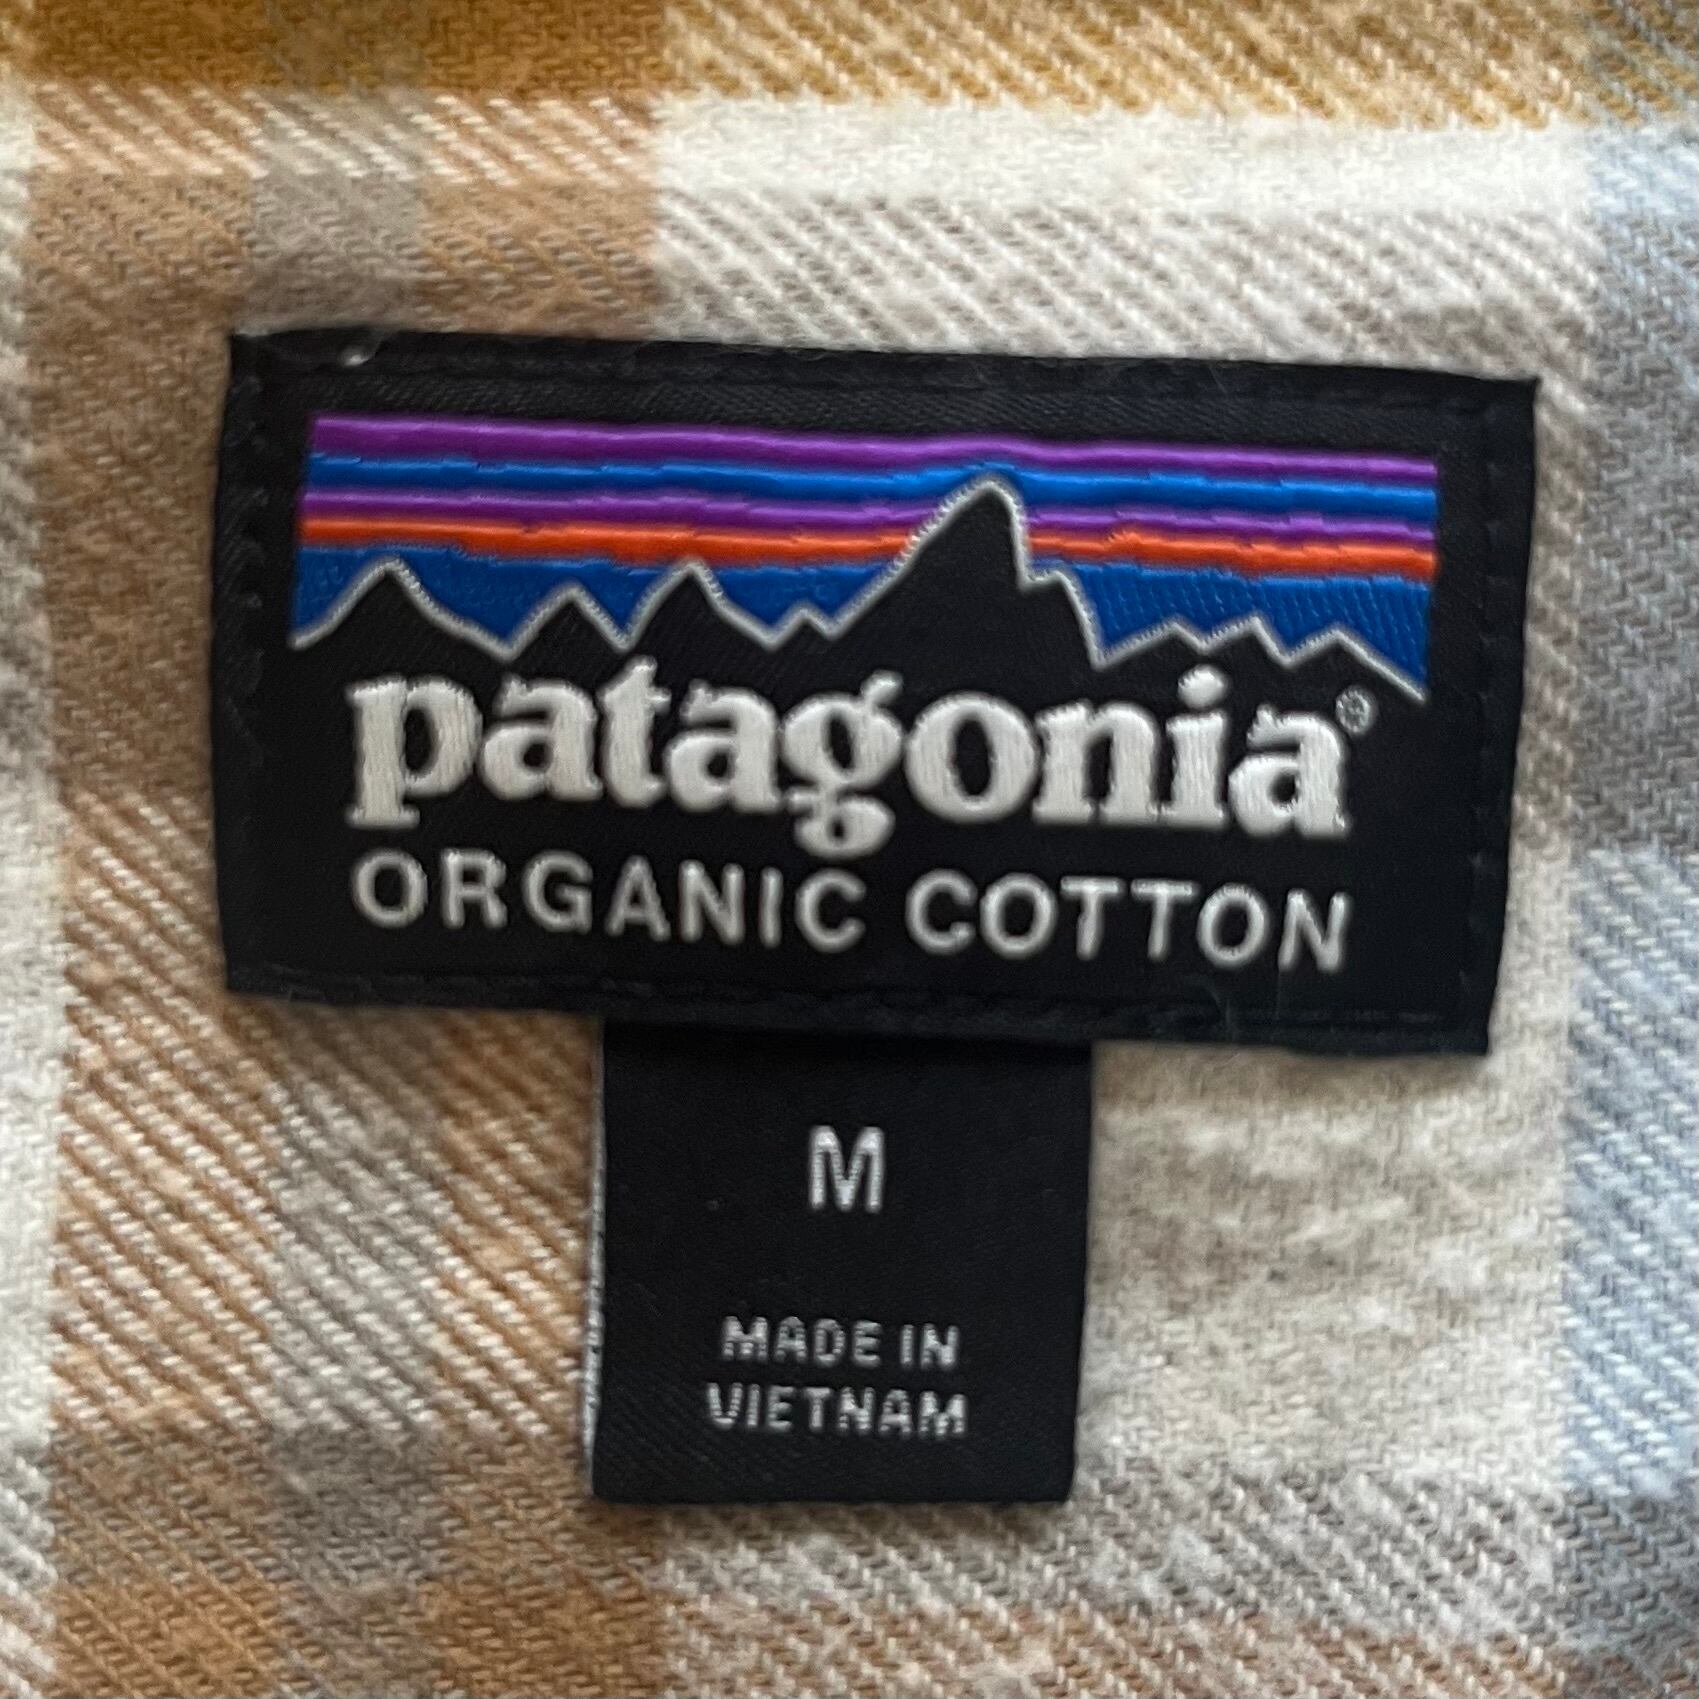 patagonia®
ORGANIC COTTON
M
MADE IN
VIETNAM